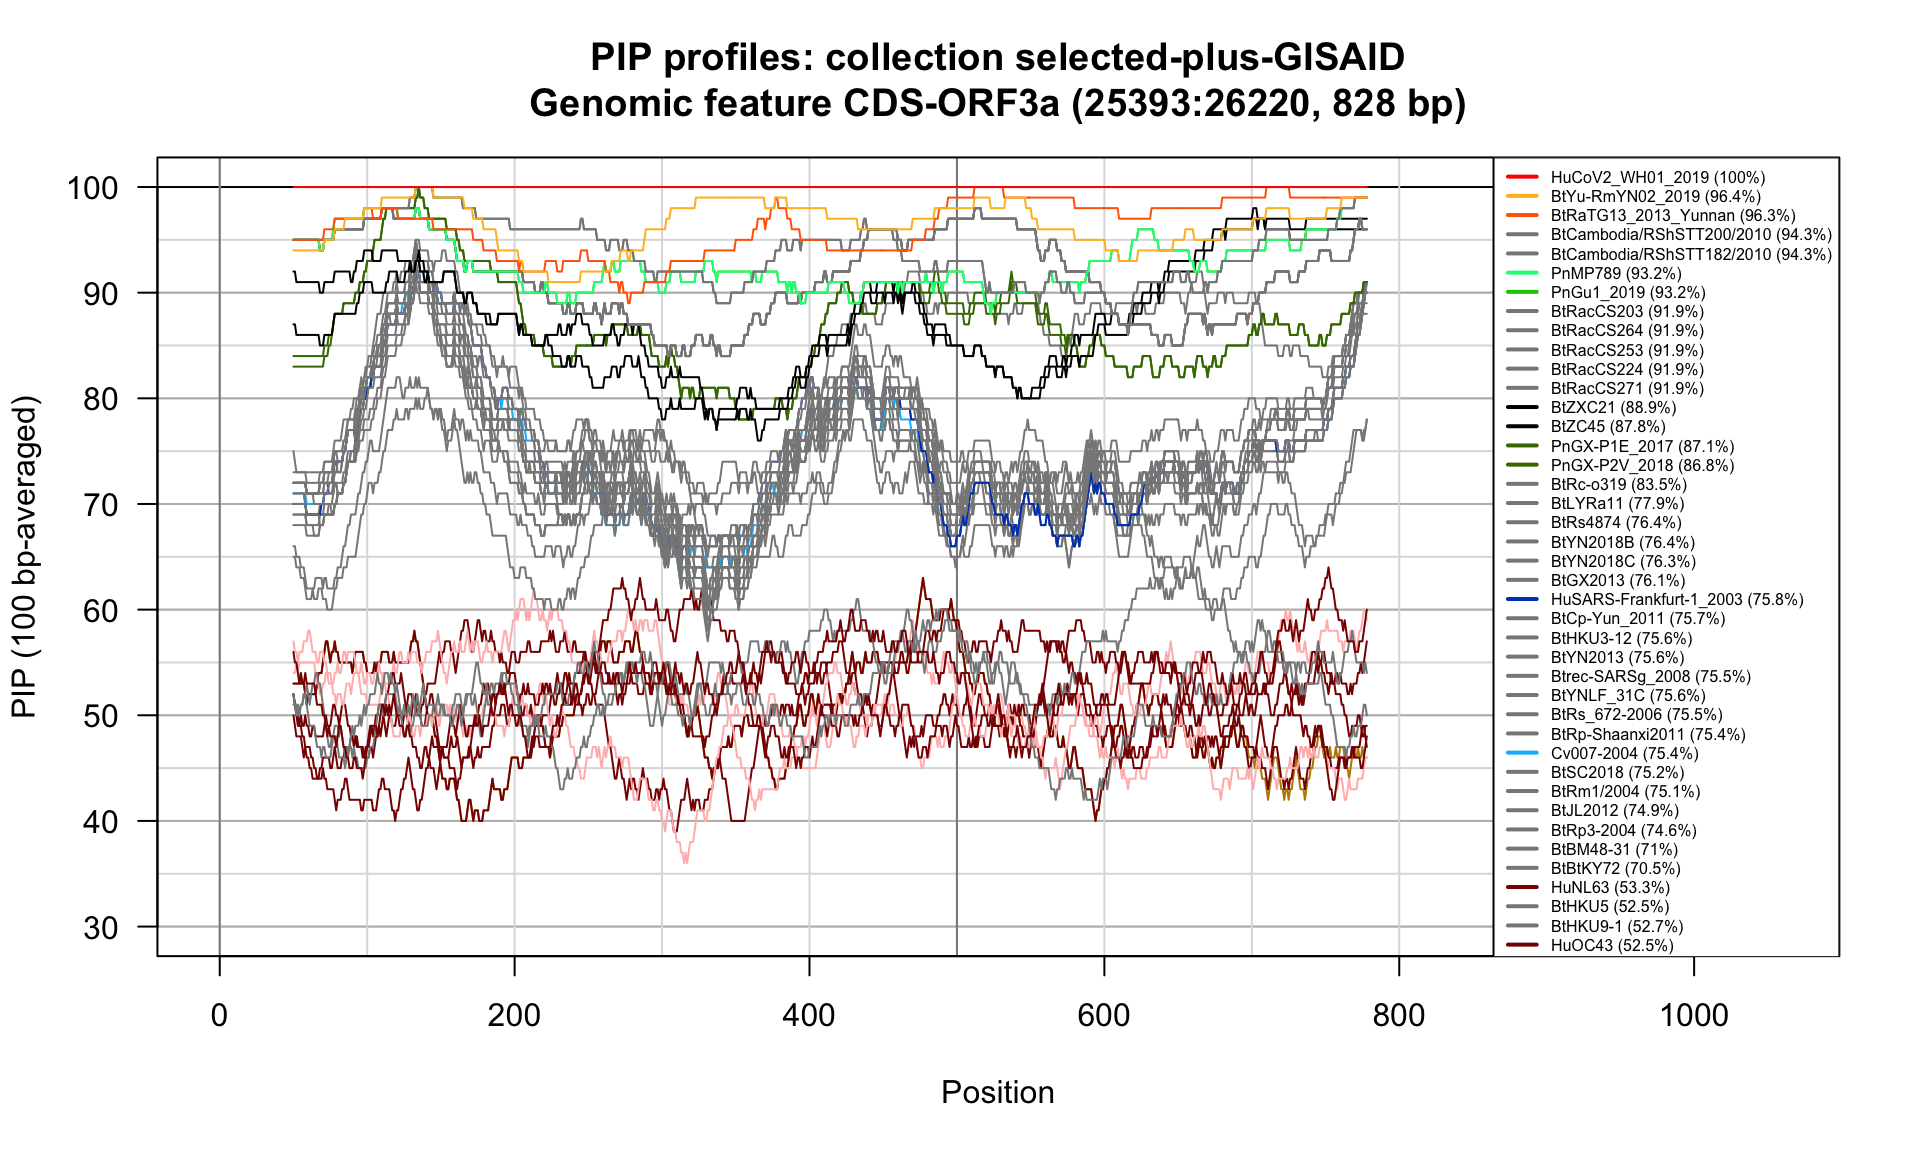 PIP profiles: collection selected-plus-GISAID
Genomic feature CDS-ORF3a (25393:26220, 828 bp)
PIP (100 bp-averaged)
100
90
80
70
60
50
40
30
0
200
400
600
800
1000
Position
HuCoV2_WH01_2019 (100%)
BtYu-RmYN02_2019 (96.4%)
BtRaTG13_2013_Yunnan (96.3%)
BtCambodia/RShSTT200/2010 (94.3%)
BtCambodia/RShSTT182/2010 (94.3%)
PnMP789 (93.2%)
PnGu1_2019 (93.2%)
BtRacCS203 (91.9%)
BtRacCS264 (91.9%)
BtRacCS253 (91.9%)
BtRacCS224 (91.9%)
BtRacCS271 (91.9%)
BtZXC21 (88.9%)
BtZC45 (87.8%)
PnGX-P1E_2017 (87.1%)
PnGX-P2V_2018 (86.8%)
BtRc-o319 (83.5%)
BtLYRa11 (77.9%)
BtRs4874 (76.4%)
BtYN2018B (76.4%)
BtYN2018C (76.3%)
BtGX2013 (76.1%)
HuSARS-Frankfurt-1_2003 (75.8%)
BtCp-Yun_2011 (75.7%)
BtHKU3-12 (75.6%)
BtYN2013 (75.6%)
Btrec-SARSg_2008 (75.5%)
BtYNLF_31C (75.6%)
BtRs_672-2006 (75.5%)
BtRp-Shaanxi2011 (75.4%)
Cv007-2004 (75.4%)
BtSC2018 (75.2%)
BtRm1/2004 (75.1%)
BtJL2012 (74.9%)
BtRp3-2004 (74.6%)
BtBM48-31 (71%)
BtBtKY72 (70.5%)
HuNL63 (53.3%)
BtHKU5 (52.5%)
BtHKU9-1 (52.7%)
HuOC43 (52.5%)